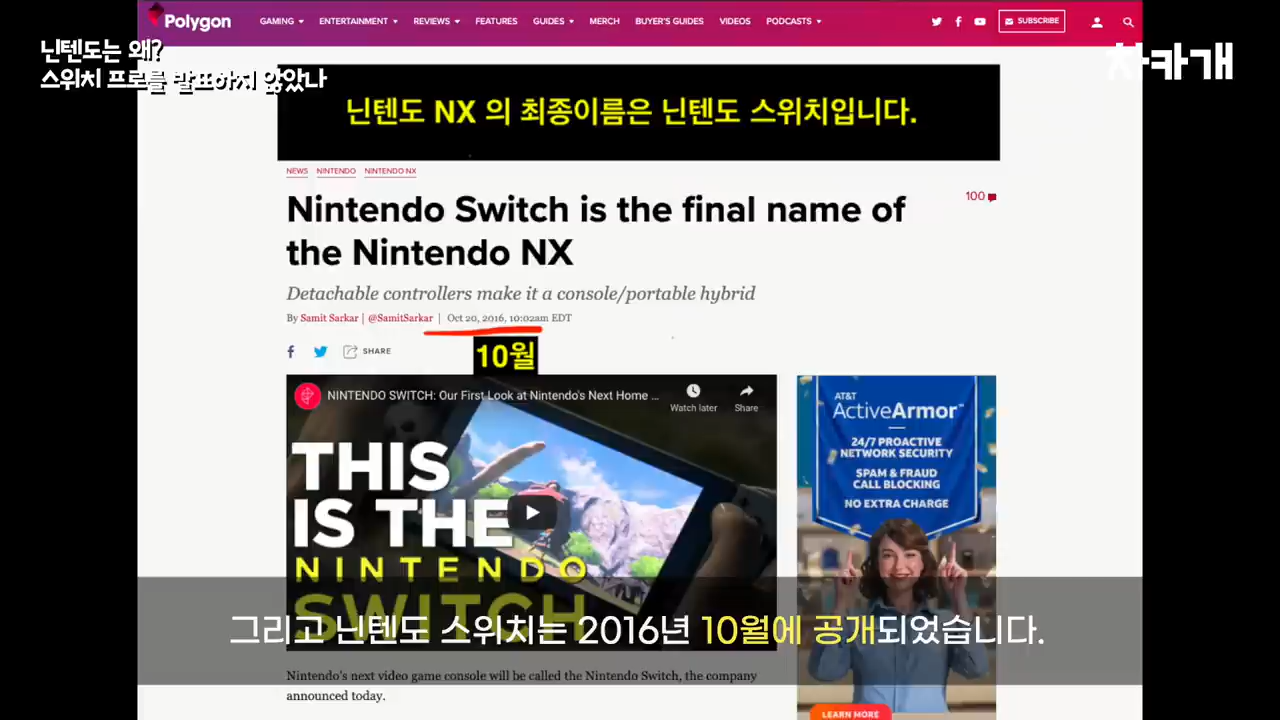 Polygon
GAMING
ENTERTAINMENT
REVIEWS
FEATURES
GUIDES
MERCH
BUYER'S GUIDES
VIDEOS
PODCASTS
SUBSCRIBE
닌텐도는 왜?
스위치 프로를 발표하지 않았나
사카개
닌텐도 NX 의 최종이름은 닌텐도 스위치입니다.
NEWS NINTENDO NINTENDO NX
Nintendo Switch is the final name of
the Nintendo NX
100
Detachable controllers make it a console/portable hybrid
By Samit Sarkar | @SamitSarkar | Oct 20, 2016, 10:02am EDT
SHARE
10월
NINTENDO SWITCH: Our First Look at Nintendo's Next Home ...
Watch later
Share
THIS
IS THE
NINTENDO
SWITCH
AT&T
ActiveArmor™
24/7 PROACTIVE
NETWORK SECURITY
SPAM & FRAUD
CALL BLOCKING
NO EXTRA CHARGE
LEARN MORE
그리고 닌텐도 스위치는 2016년 10월에 공개되었습니다.
Nintendo's next video game console will be called the Nintendo Switch, the company
announced today.